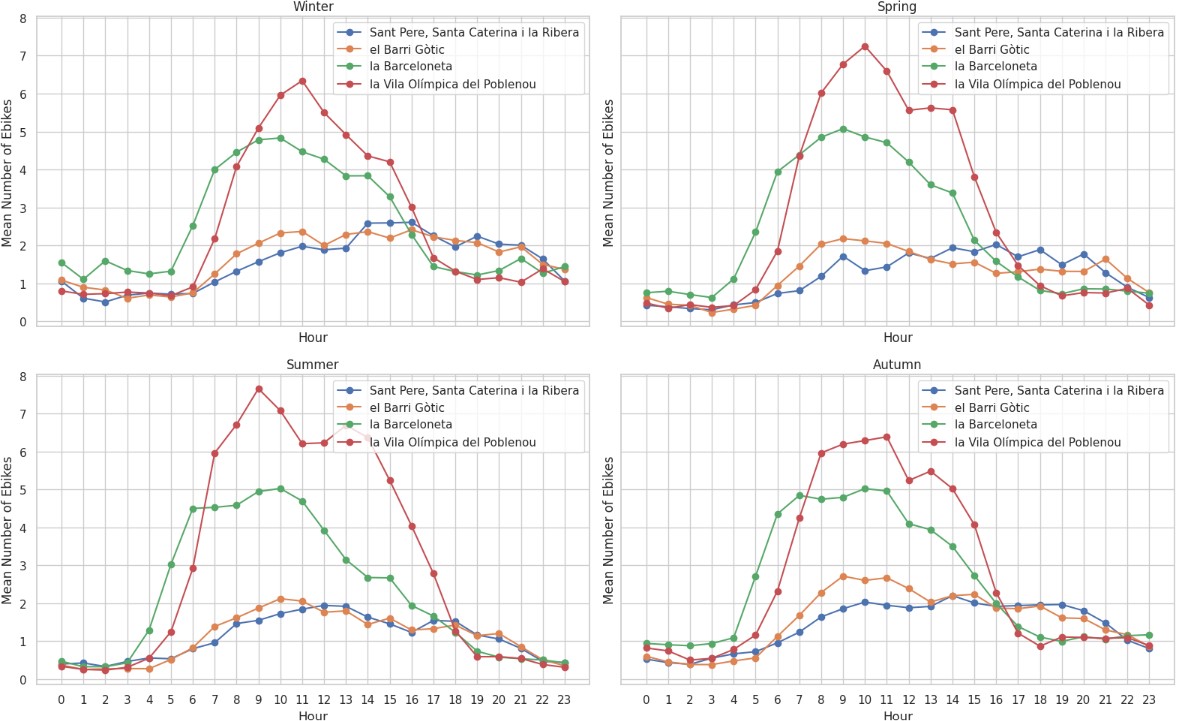 Winter
Mean Number of Ebikes
8
7
6
5
4
3
2
1
0
Sant Pere, Santa Caterina i la Ribera
el Barri Gòtic
la Barceloneta
la Vila Olímpica del Poblenou
Hour
Spring
Mean Number of Ebikes
8
7
6
5
4
3
2
1
0
Sant Pere, Santa Caterina i la Ribera
el Barri Gòtic
la Barceloneta
la Vila Olímpica del Poblenou
Hour
Summer
Mean Number of Ebikes
8
7
6
5
4
3
2
1
0
Sant Pere, Santa Caterina i la Ribera
el Barri Gòtic
la Barceloneta
la Vila Olímpica del Poblenou
0 1 2 3 4 5 6 7 8 9 10 11 12 13 14 15 16 17 18 19 20 21 22 23
Hour
Autumn
Mean Number of Ebikes
8
7
6
5
4
3
2
1
0
Sant Pere, Santa Caterina i la Ribera
el Barri Gòtic
la Barceloneta
la Vila Olímpica del Poblenou
0 1 2 3 4 5 6 7 8 9 10 11 12 13 14 15 16 17 18 19 20 21 22 23
Hour